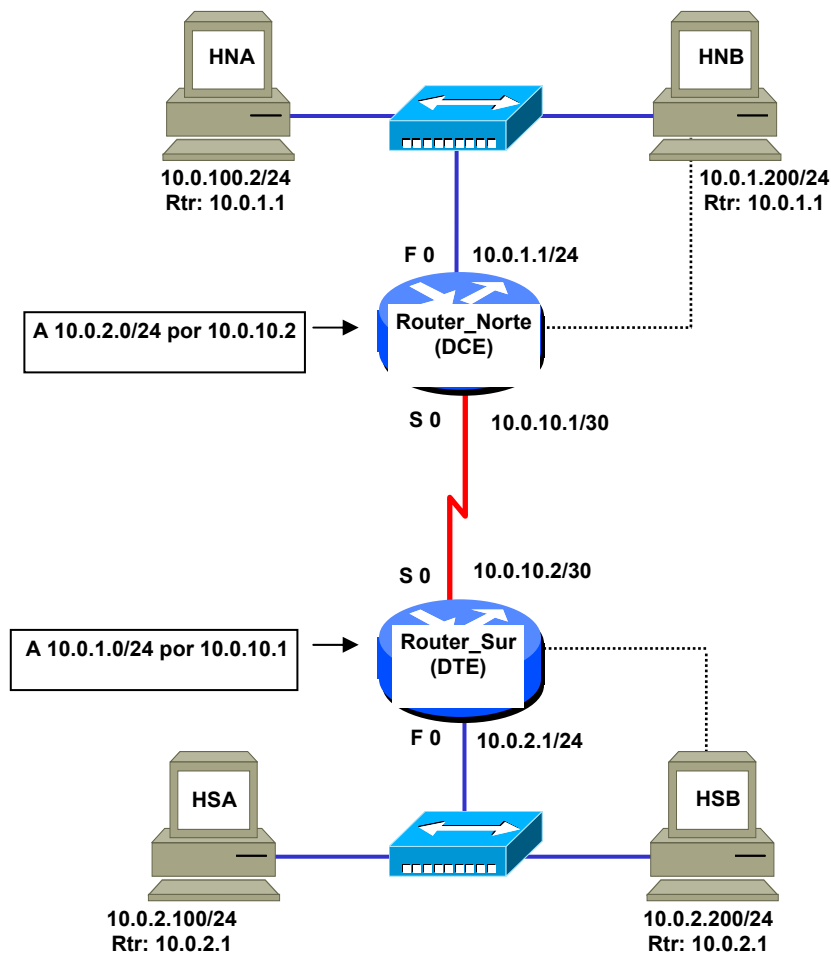 HNA
HNB
10.0.100.2/24
Rtr: 10.0.1.1
10.0.1.200/24
Rtr: 10.0.1.1
F 0
10.0.1.1/24
A 10.0.2.0/24 por 10.0.10.2
Router_Norte
(DCE)
S 0
10.0.10.1/30
S 0
10.0.10.2/30
A 10.0.1.0/24 por 10.0.10.1
Router_Sur
(DTE)
F 0
10.0.2.1/24
HSA
HSB
10.0.2.100/24
Rtr: 10.0.2.1
10.0.2.200/24
Rtr: 10.0.2.1